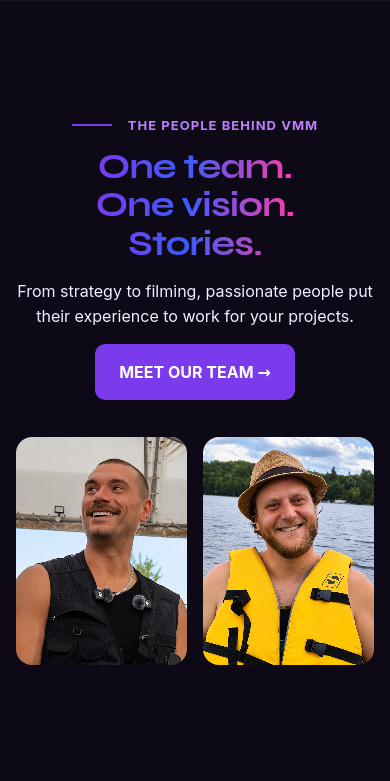 THE PEOPLE BEHIND VMM
One team.
One vision.
Stories.
From strategy to filming, passionate people put
their experience to work for your projects.
MEET OUR TEAM →